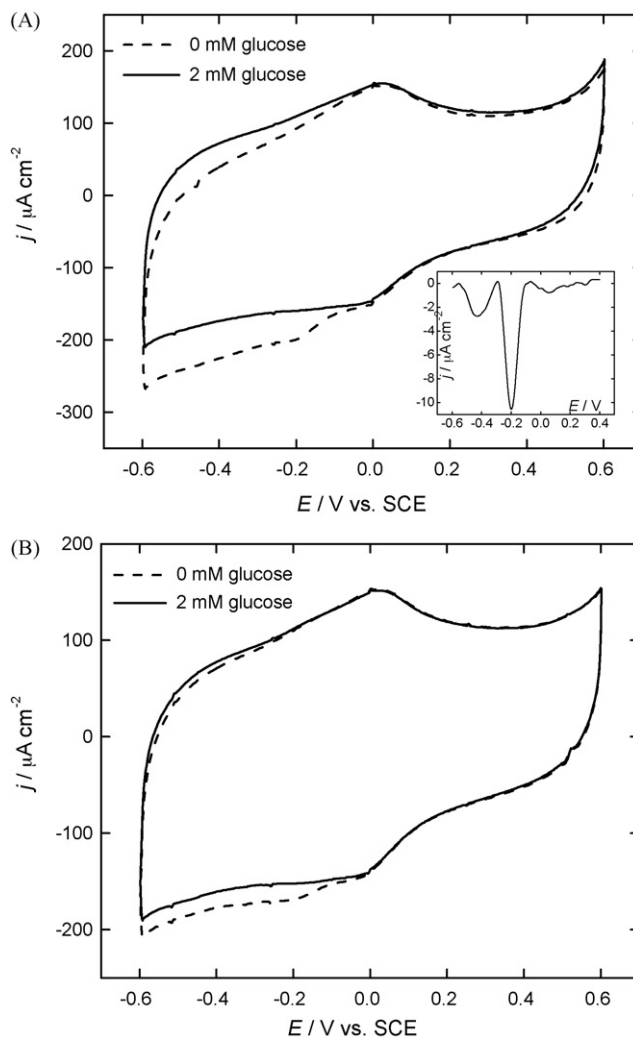 (A)
0 mM glucose
2 mM glucose
j / μA cm-2
200
100
0
-100
-200
-300
-0.6 -0.4 -0.2 0.0 0.2 0.4 0.6
E / V vs. SCE
j / μA cm-2
0
-2
-4
-6
-8
-10
E / V
-0.6 -0.4 -0.2 0.0 0.2 0.4
(B)
0 mM glucose
2 mM glucose
j / μA cm-2
200
100
0
-100
-200
-0.6 -0.4 -0.2 0.0 0.2 0.4 0.6
E / V vs. SCE